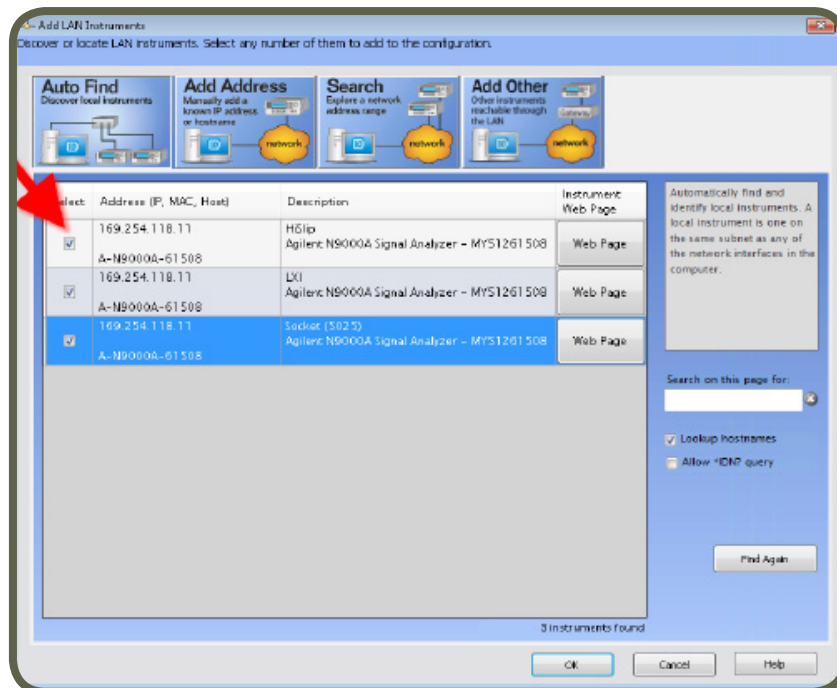 Add LAN Instruments
Discover or locate LAN instruments. Select any number of them to add to the configuration.
Auto Find
Discover local instruments
Add Address
Manually add a
known IP address
or hostname
network
Search
Explore a network
address range
network
Add Other
Other instruments
reachable through
the LAN
Gateway
network
elect
Address (IP, MAC, Host)
Description
Instrument
Web Page
169.254.118.11
A-N9000A-61508
HiSlip
Agilent N9000A Signal Analyzer - MY51261508
Web Page
169.254.118.11
A-N9000A-61508
LXI
Agilent N9000A Signal Analyzer - MY51261508
Web Page
169.254.118.11
A-N9000A-61508
Socket (5025)
Agilent N9000A Signal Analyzer - MY51261508
Web Page
3 instruments found
Automatically find and
identify local instruments. A
local instrument is one on
the same subnet as any of
the network interfaces in the
computer.
Search on this page for:
Lookup hostnames
Allow *IDN? query
Find Again
OK
Cancel
Help